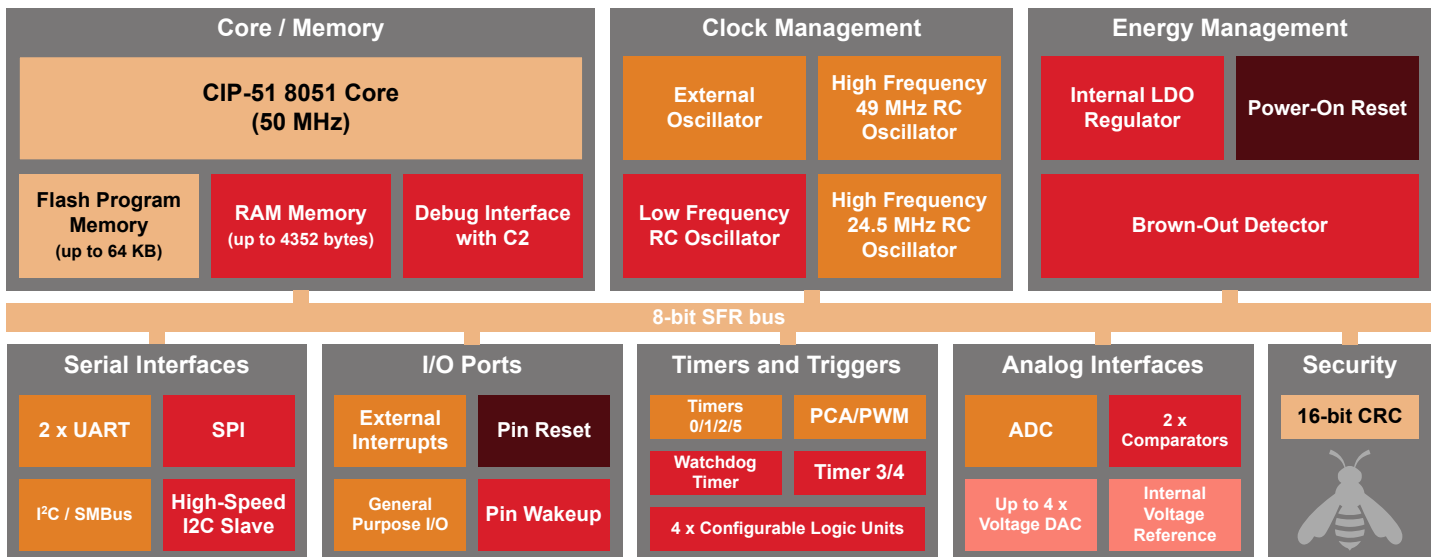 Core / Memory
CIP-51 8051 Core
(50 MHz)
Flash Program
Memory
(up to 64 KB)
RAM Memory
(up to 4352 bytes)
Debug Interface
with C2
Clock Management
External
Oscillator
High Frequency
49 MHz RC
Oscillator
Low Frequency
RC Oscillator
High Frequency
24.5 MHz RC
Oscillator
Energy Management
Internal LDO
Regulator
Power-On Reset
Brown-Out Detector
8-bit SFR bus
Serial Interfaces
2 x UART
SPI
I²C / SMBus
High-Speed
I2C Slave
I/O Ports
External
Interrupts
Pin Reset
General
Purpose I/O
Pin Wakeup
Timers and Triggers
Timers
0/1/2/5
PCA/PWM
Watchdog
Timer
Timer 3/4
4 x Configurable Logic Units
Analog Interfaces
ADC
2 x
Comparators
Up to 4 x
Voltage DAC
Internal
Voltage
Reference
Security
16-bit CRC